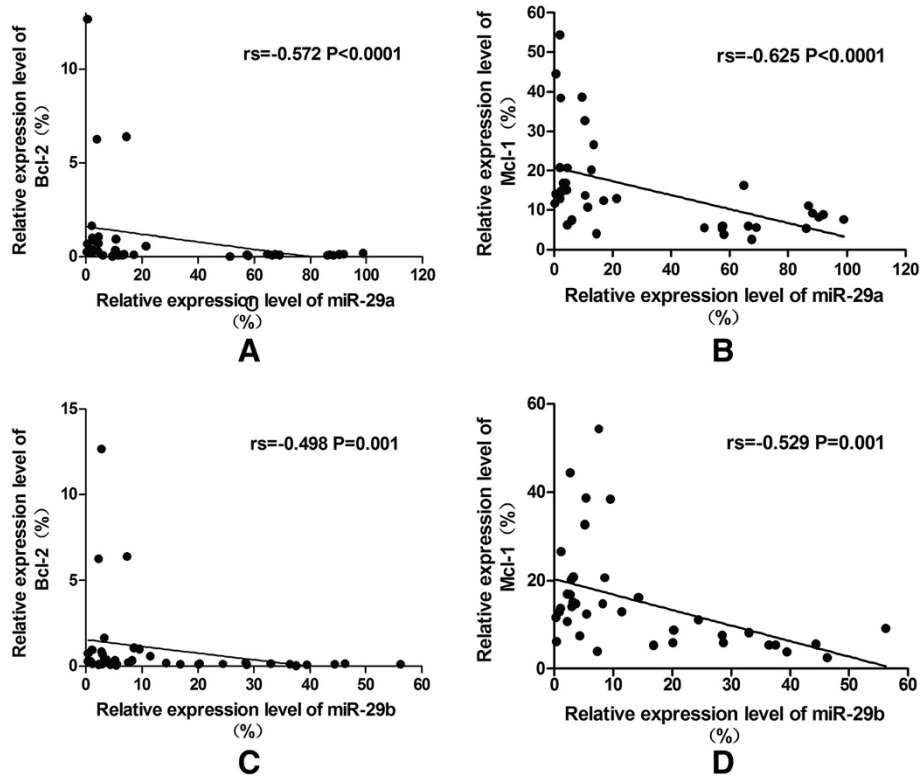 Relative expression level of
Bcl-2 (%)
10
5
0
0 20 40 60 80 100 120
rs=-0.572 P<0.0001
Relative expression level of miR-29a
(%)
A
Relative expression level of
Mcl-1 (%)
60
50
40
30
20
10
0
0 20 40 60 80 100 120
rs=-0.625 P<0.0001
Relative expression level of miR-29a
(%)
B
Relative expression level of
Bcl-2 (%)
15
10
5
0
0 10 20 30 40 50 60
rs=-0.498 P=0.001
Relative expression level of miR-29b
(%)
C
Relative expression level of
Mcl-1 (%)
60
40
20
0
0 10 20 30 40 50 60
rs=-0.529 P=0.001
Relative expression level of miR-29b
(%)
D